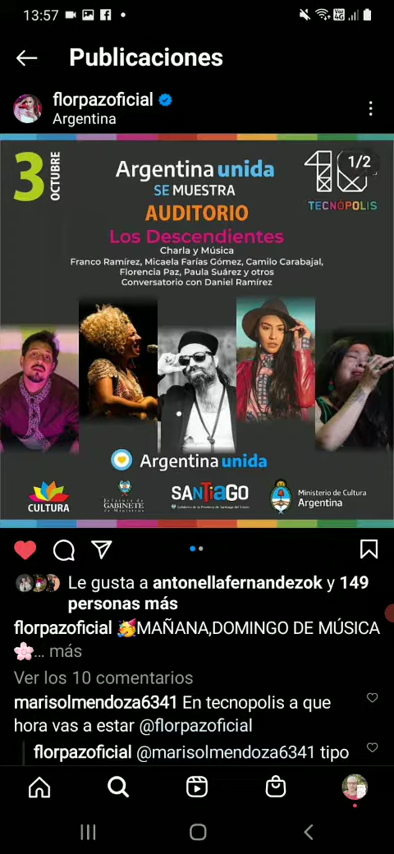 13:57
Publicaciones
florpazoficial
Argentina
3 OCTUBRE
Argentina unida
SE MUESTRA
AUDITORIO
1/2
TECNÓPOLIS
Los Descendientes
Charla y Música
Franco Ramírez, Micaela Farías Gómez, Camilo Carabajal,
Florencia Paz, Paula Suárez y otros
Conversatorio con Daniel Ramírez
Argentina unida
CULTURA
GABINETE
SANTIAGO
Ministerio de Cultura
Argentina
Le gusta a antonellafernandezok y 149
personas más
florpazoficial 🥳MAÑANA,DOMINGO DE MÚSICA
🌸... más
Ver los 10 comentarios
marisolmendoza6341 En tecnopolis a que
hora vas a estar @florpazoficial
florpazoficial @marisolmendoza6341 tipo